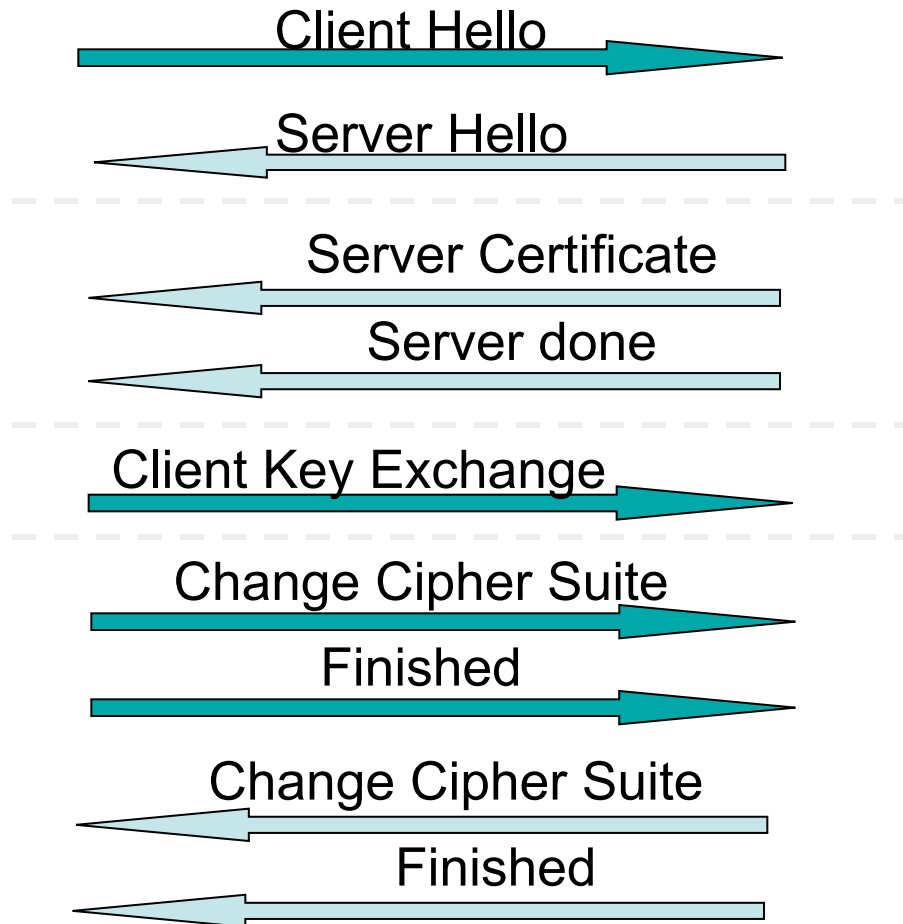 Client Hello
Server Hello
Server Certificate
Server done
Client Key Exchange
Change Cipher Suite
Finished
Change Cipher Suite
Finished